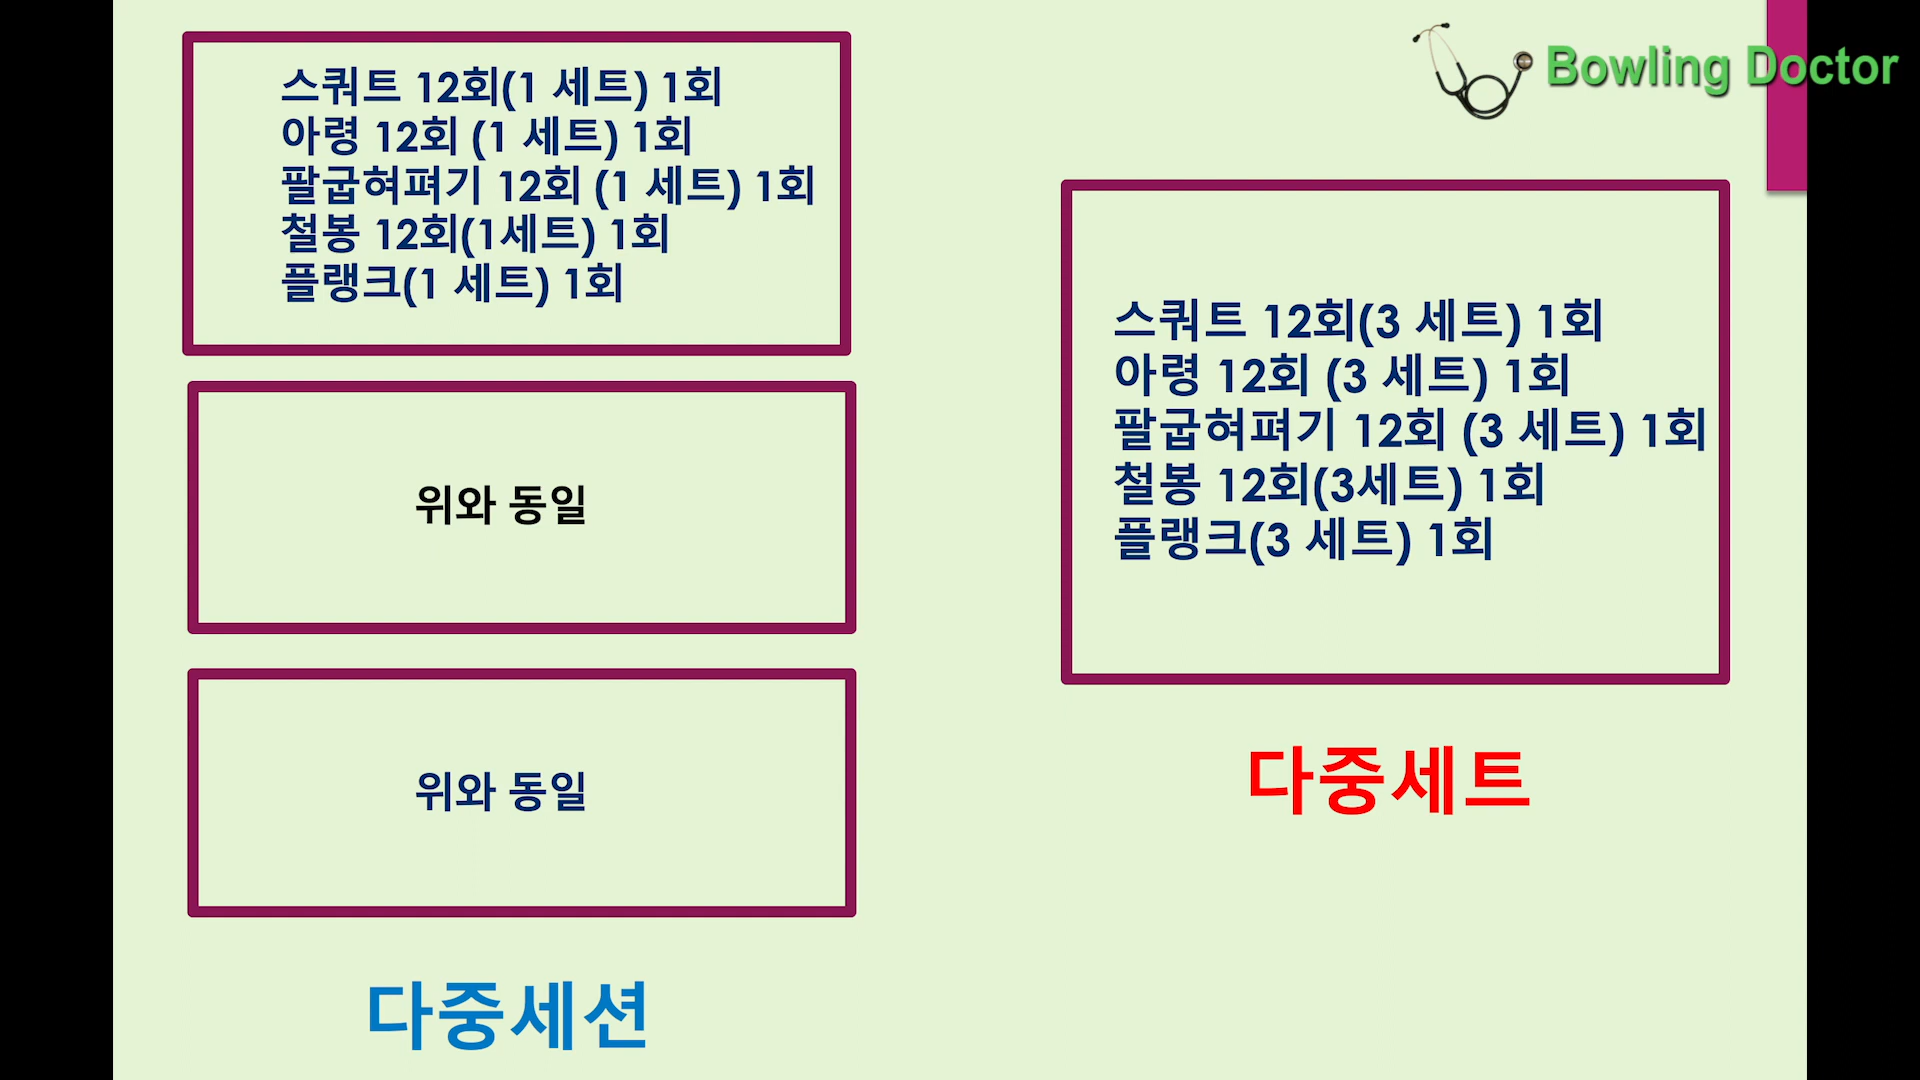 스쿼트 12회(1 세트) 1회
아령 12회 (1 세트) 1회
팔굽혀펴기 12회 (1 세트) 1회
철봉 12회(1세트) 1회
플랭크(1 세트) 1회
위와 동일
위와 동일
다중세션
Bowling Doctor
스쿼트 12회(3 세트) 1회
아령 12회 (3 세트) 1회
팔굽혀펴기 12회 (3 세트) 1회
철봉 12회(3세트) 1회
플랭크(3 세트) 1회
다중세트